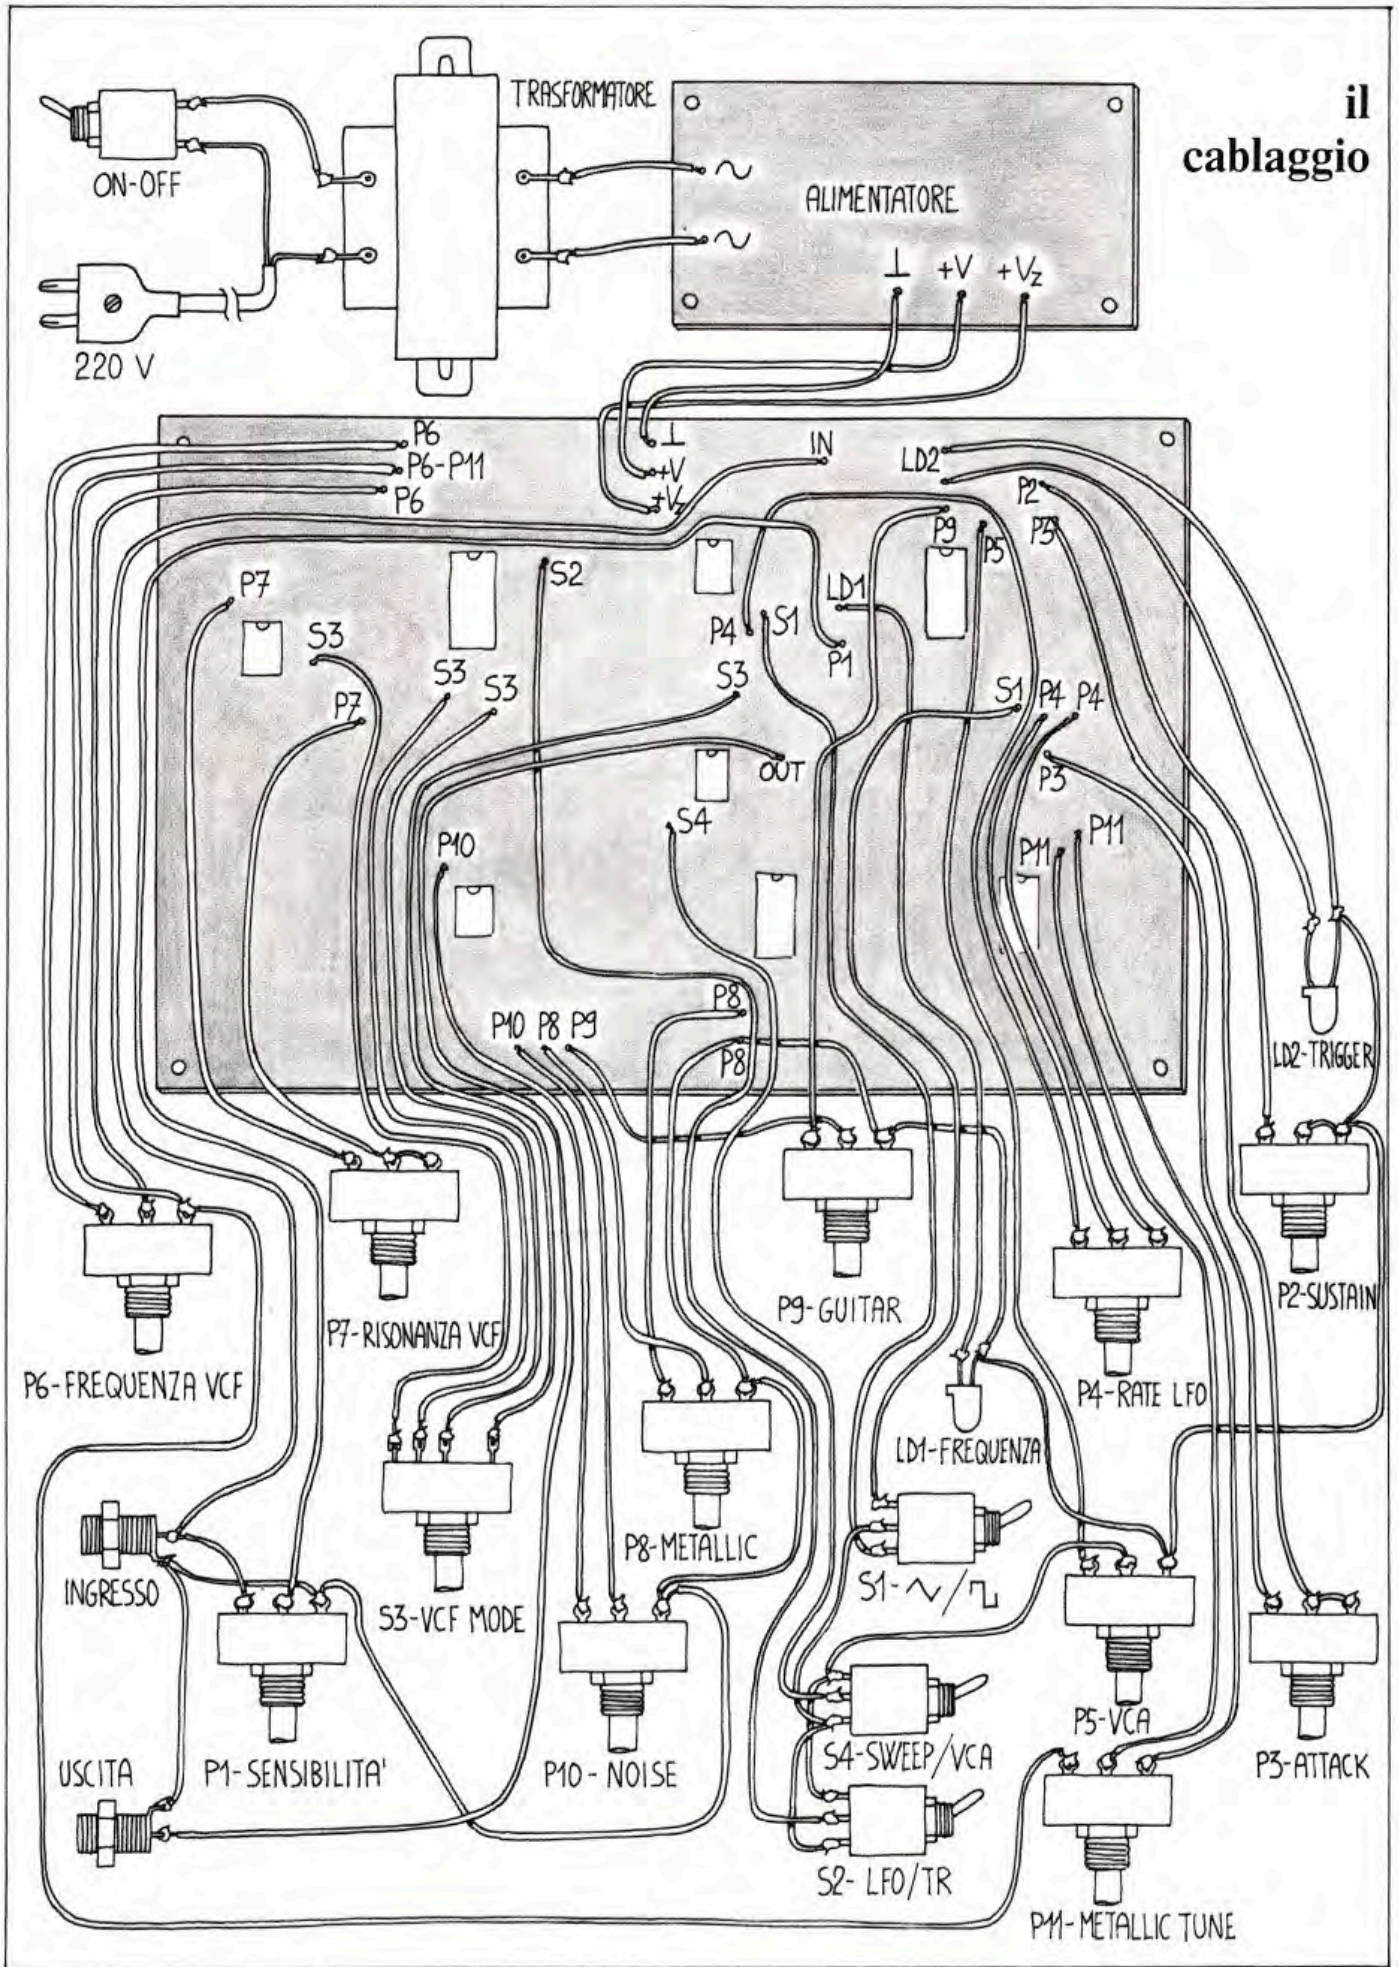 il
cablaggio
TRASFORMATORE
ON-OFF
220 V
ALIMENTATORE
⊥ +V +Vz
P6
P6-P11
P6
⊥
+V
+Vz
IN
LD2
P2
P9
P5
P3
P7
S3
S2
P4
S1
LD1
P1
S3
S3
S3
P7
S1
P4
P4
OUT
P3
S4
P10
P11
P11
P8
P10 P8 P9
P8
LD2-TRIGGER
P9-GUITAR
P2-SUSTAIN
P7-RISONANZA VCF
P6-FREQUENZA VCF
P4-RATE LFO
LD1-FREQUENZA
P8-METALLIC
INGRESSO
S3-VCF MODE
S1-
P5-VCA
S4-SWEEP/VCA
P3-ATTACK
USCITA
P1-SENSIBILITA'
P10-NOISE
S2-LFO/TR
P11-METALLIC TUNE